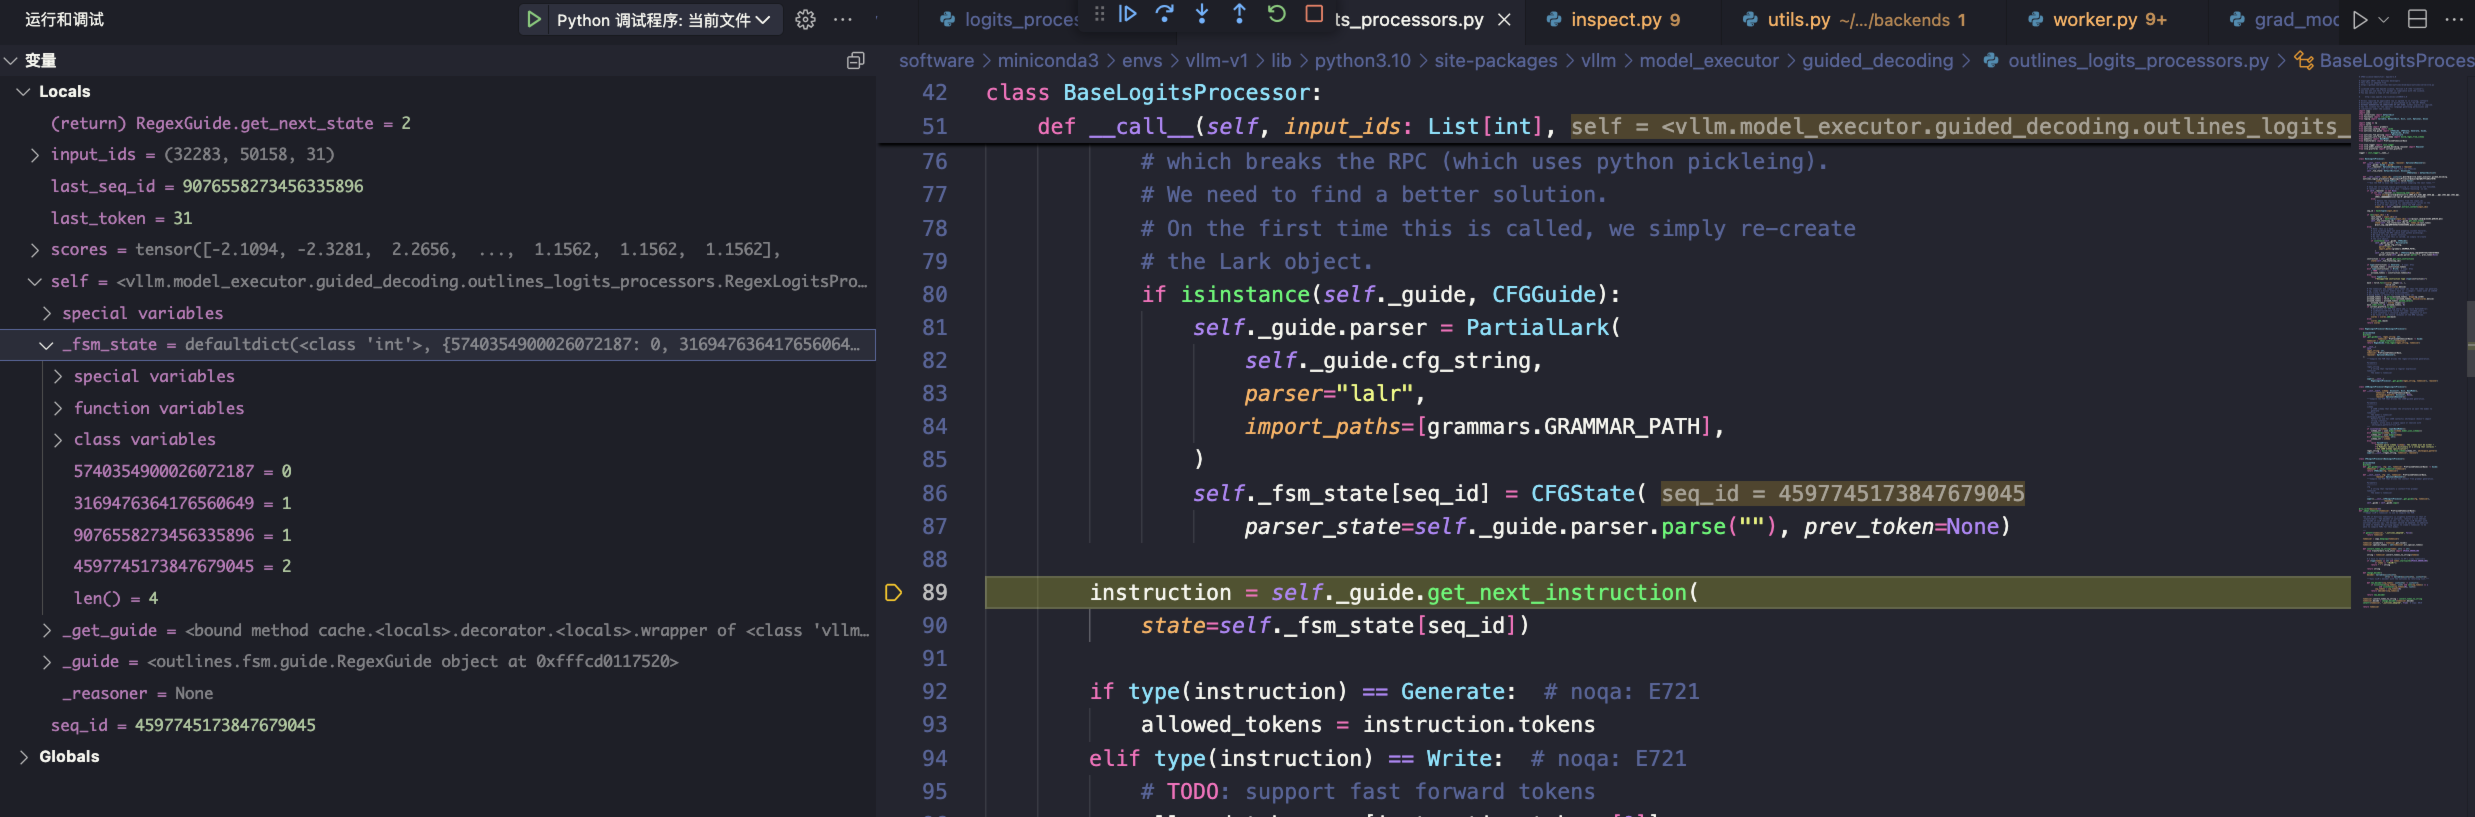 运行和调试
Python 调试程序: 当前文件
变量
Locals
(return) RegexGuide.get_next_state = 2
input_ids = (32283, 50158, 31)
last_seq_id = 9076558273456335896
last_token = 31
scores = tensor([-2.1094, -2.3281,  2.2656,  ...,  1.1562,  1.1562,  1.1562],
self = <vllm.model_executor.guided_decoding.outlines_logits_processors.RegexLogitsPro…
special variables
_fsm_state = defaultdict(<class 'int'>, {5740354900026072187: 0, 316947636417656064…
special variables
function variables
class variables
5740354900026072187 = 0
3169476364176560649 = 1
9076558273456335896 = 1
4597745173847679045 = 2
len() = 4
_get_guide = <bound method cache.<locals>.decorator.<locals>.wrapper of <class 'vllm…
_guide = <outlines.fsm.guide.RegexGuide object at 0xfffcd0117520>
_reasoner = None
seq_id = 4597745173847679045
Globals
logits_proces ts_processors.py inspect.py 9 utils.py ~/.../backends 1 worker.py 9+ grad_mod
software > miniconda3 > envs > vllm-v1 > lib > python3.10 > site-packages > vllm > model_executor > guided_decoding > outlines_logits_processors.py > BaseLogitsProces
42 class BaseLogitsProcessor:
51 def __call__(self, input_ids: List[int], self = <vllm.model_executor.guided_decoding.outlines_logits_
76 # which breaks the RPC (which uses python pickleing).
77 # We need to find a better solution.
78 # On the first time this is called, we simply re-create
79 # the Lark object.
80 if isinstance(self._guide, CFGGuide):
81 self._guide.parser = PartialLark(
82 self._guide.cfg_string,
83 parser="lalr",
84 import_paths=[grammars.GRAMMAR_PATH],
85 )
86 self._fsm_state[seq_id] = CFGState( seq_id = 4597745173847679045
87 parser_state=self._guide.parser.parse(""), prev_token=None)
88
89 instruction = self._guide.get_next_instruction(
90 state=self._fsm_state[seq_id])
91
92 if type(instruction) == Generate:  # noqa: E721
93 allowed_tokens = instruction.tokens
94 elif type(instruction) == Write:  # noqa: E721
95 # TODO: support fast forward tokens